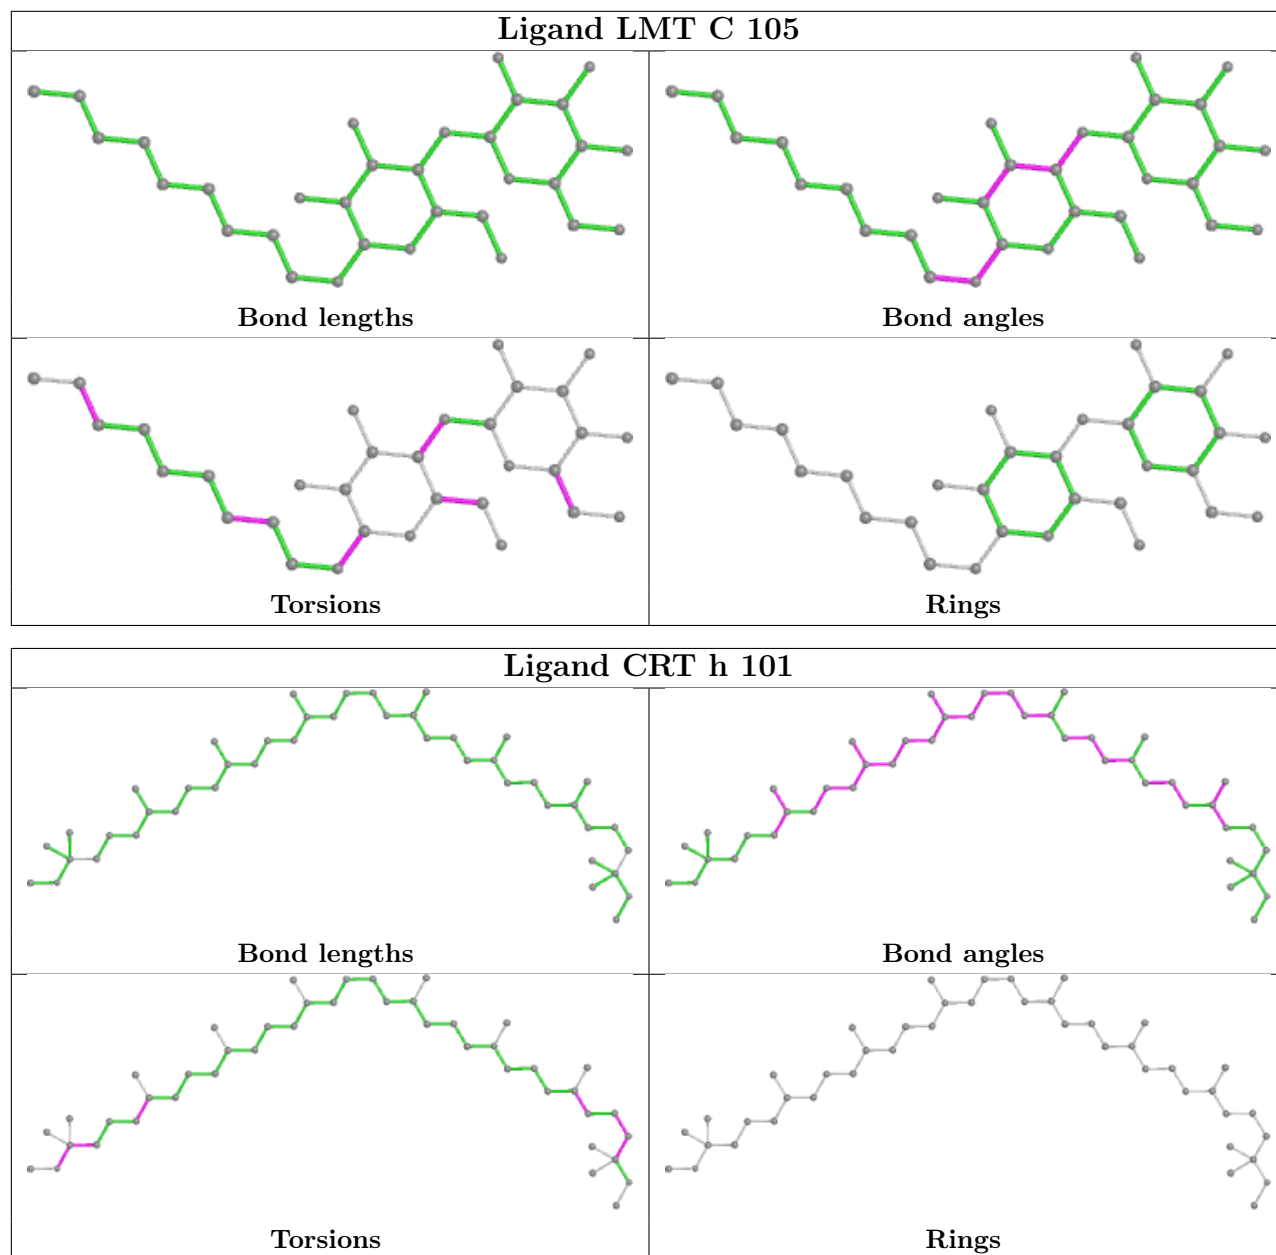 Ligand LMT C 105
Bond lengths
Bond angles
Torsions
Rings
Ligand CRT h 101
Bond lengths
Bond angles
Torsions
Rings